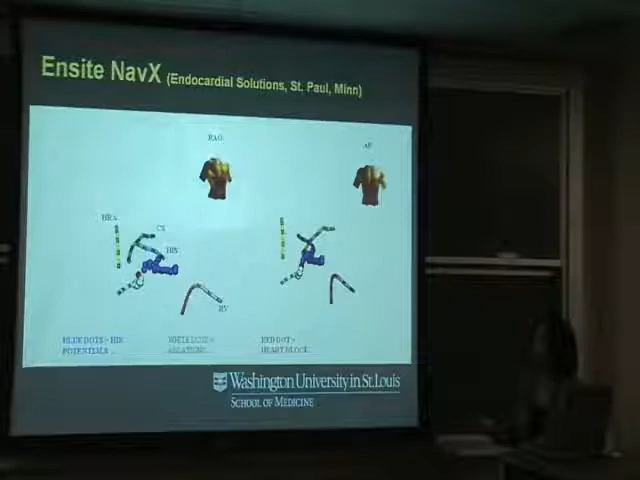 Ensite NavX (Endocardial Solutions, St. Paul, Minn)
RAO
AP
HRA
CS
HIS
RV
BLUE DOTS = HIS
POTENTIALS
WHITE DOTS =
ABLATIONS
RED DOT =
HEART BLOCK
Washington University in St. Louis
SCHOOL OF MEDICINE